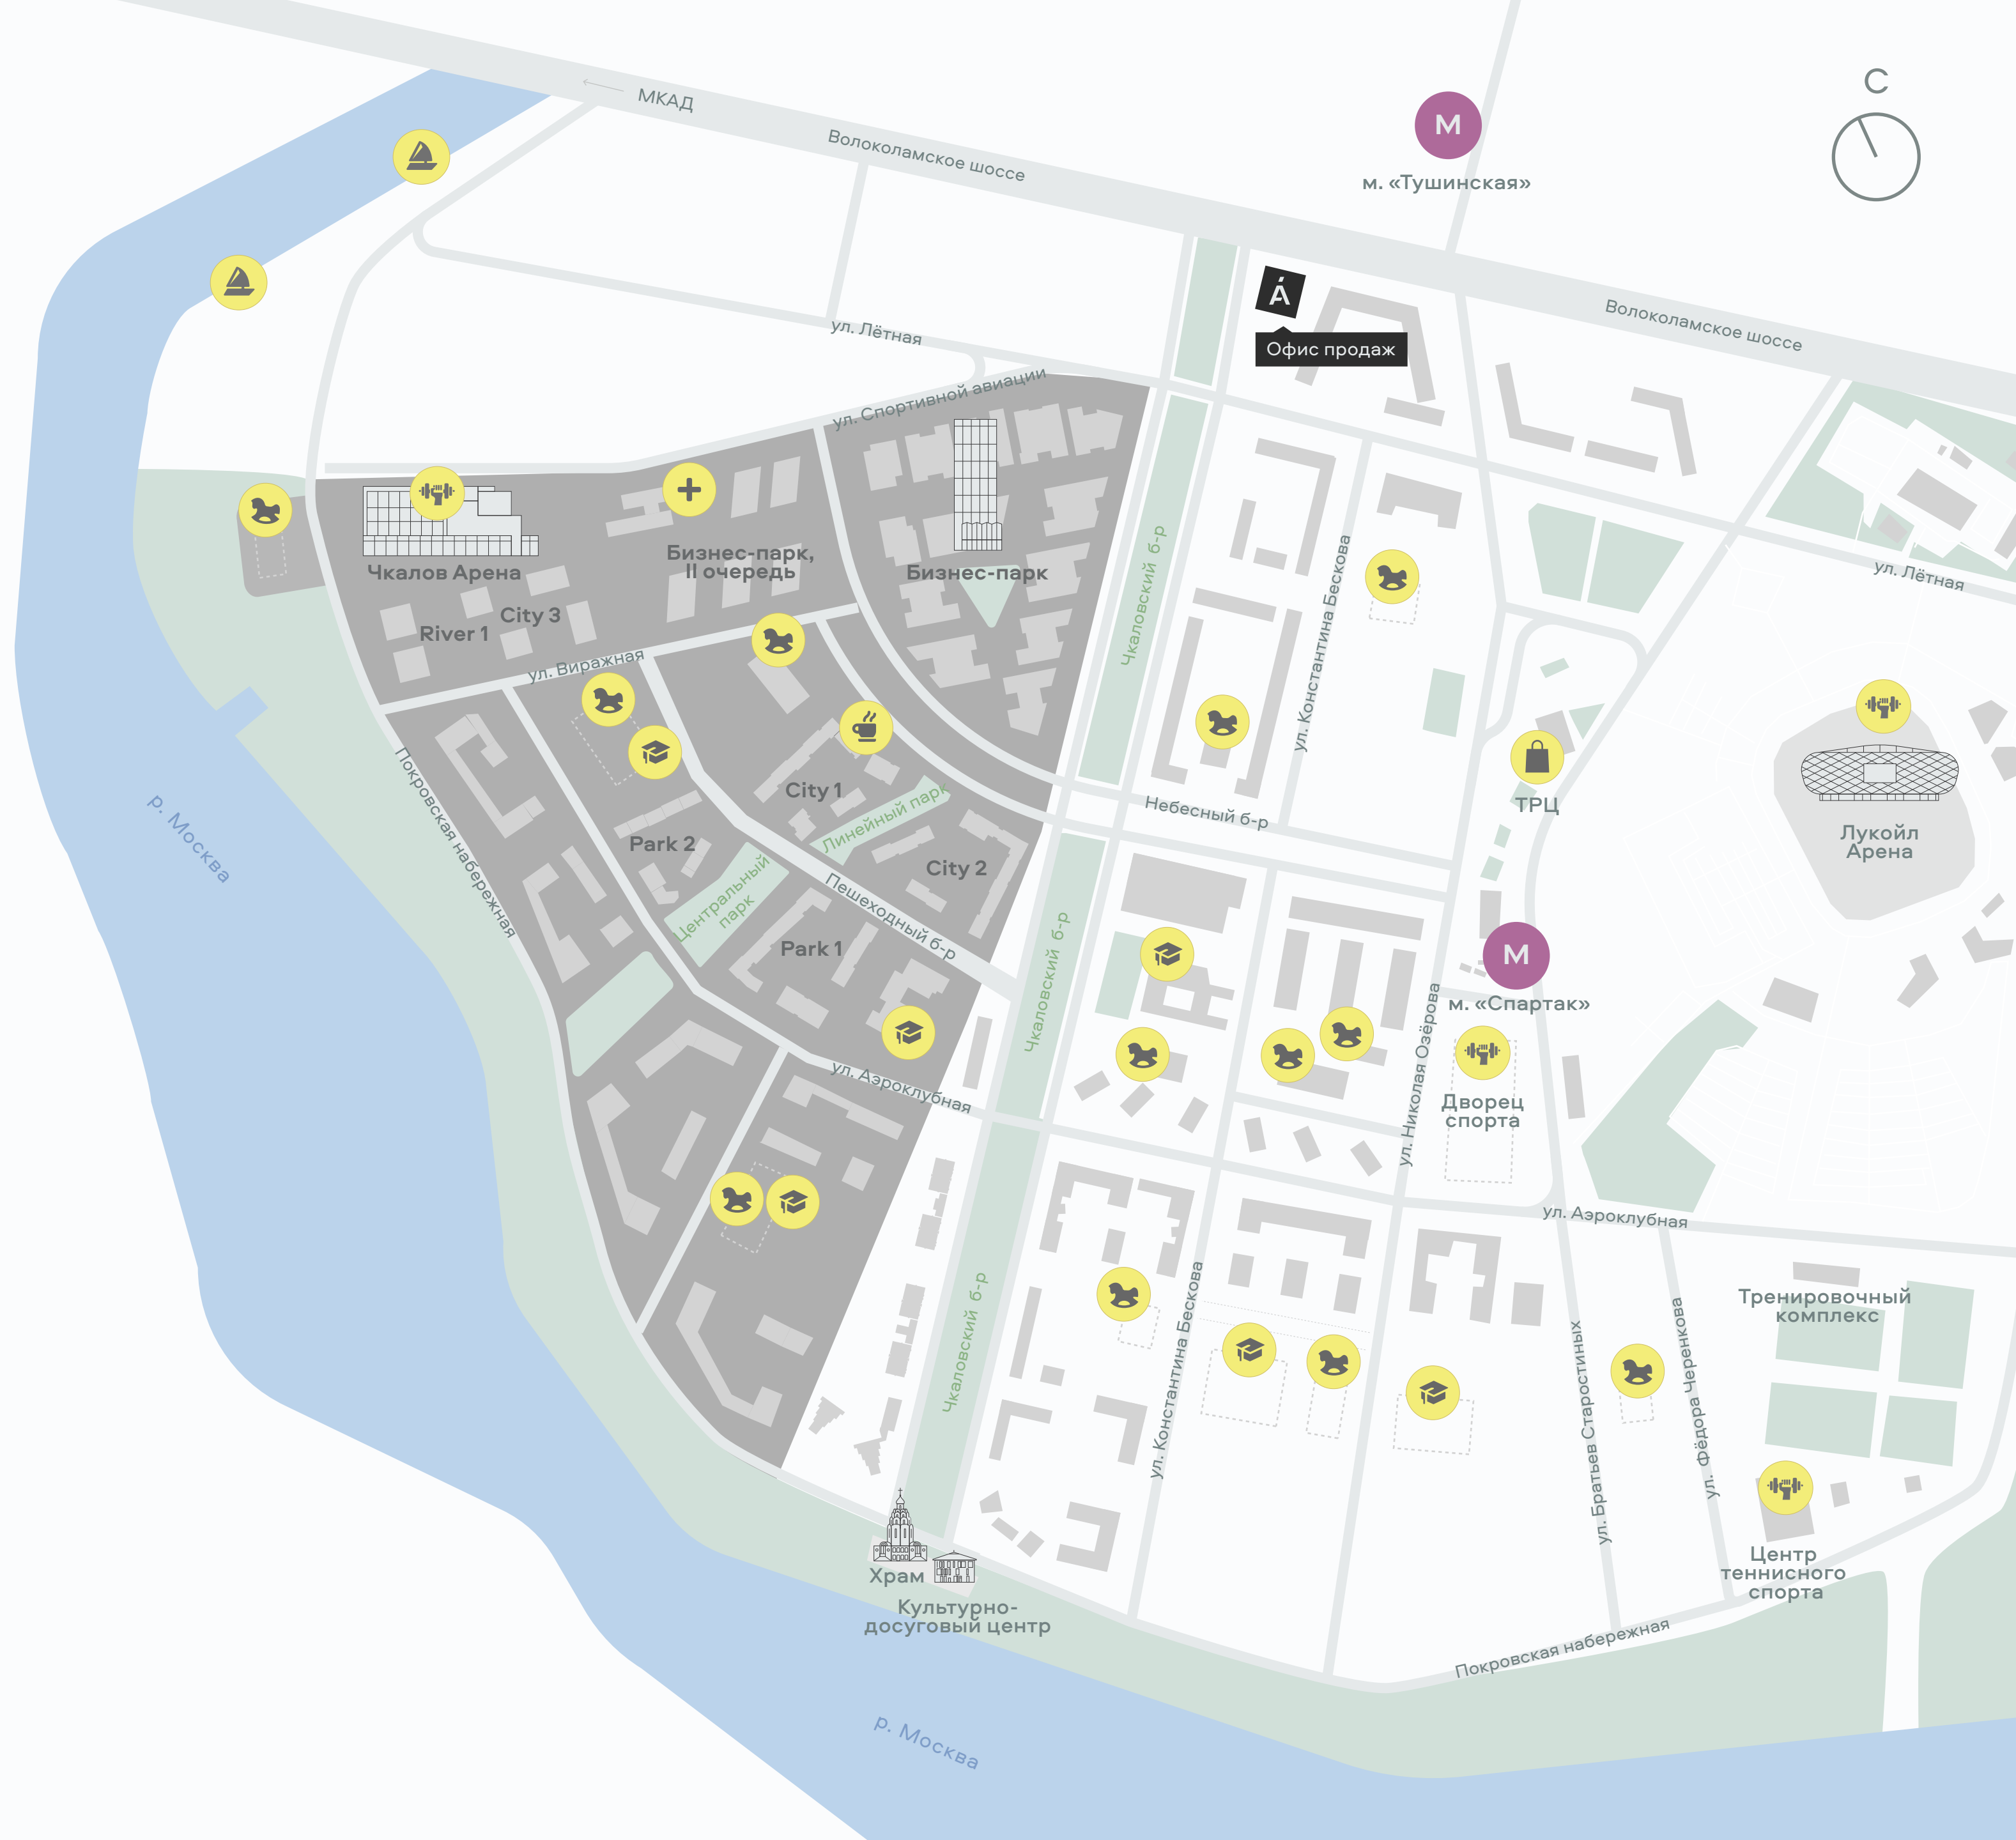 МКАД
Волоколамское шоссе
М
м. «Тушинская»
С
Á
Офис продаж
Волоколамское шоссе
ул. Лётная
ул. Спортивной авиации
Чкалов Арена
Бизнес-парк,
II очередь
Бизнес-парк
City 3
River 1
ул. Виражная
Чкаловский б-р
ул. Константина Бескова
ул. Лётная
Покровская набережная
р. Москва
City 1
Линейный парк
Небесный б-р
ТРЦ
Лукойл
Арена
Park 2
City 2
Центральный
парк
Пешеходный б-р
Park 1
Чкаловский б-р
М
м. «Спартак»
ул. Николая Озёрова
ул. Аэроклубная
Дворец
спорта
ул. Аэроклубная
Чкаловский б-р
ул. Константина Бескова
Тренировочный
комплекс
ул. Братьев Старостиных
ул. Фёдора Черенкова
Храм
Культурно-
досуговый центр
Центр
теннисного
спорта
Покровская набережная
р. Москва